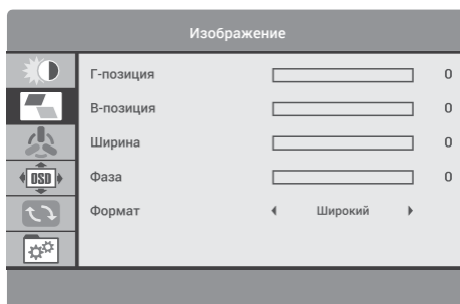 Изображение
Г-позиция 0
В-позиция 0
Ширина 0
Фаза 0
OSD
Формат Широкий